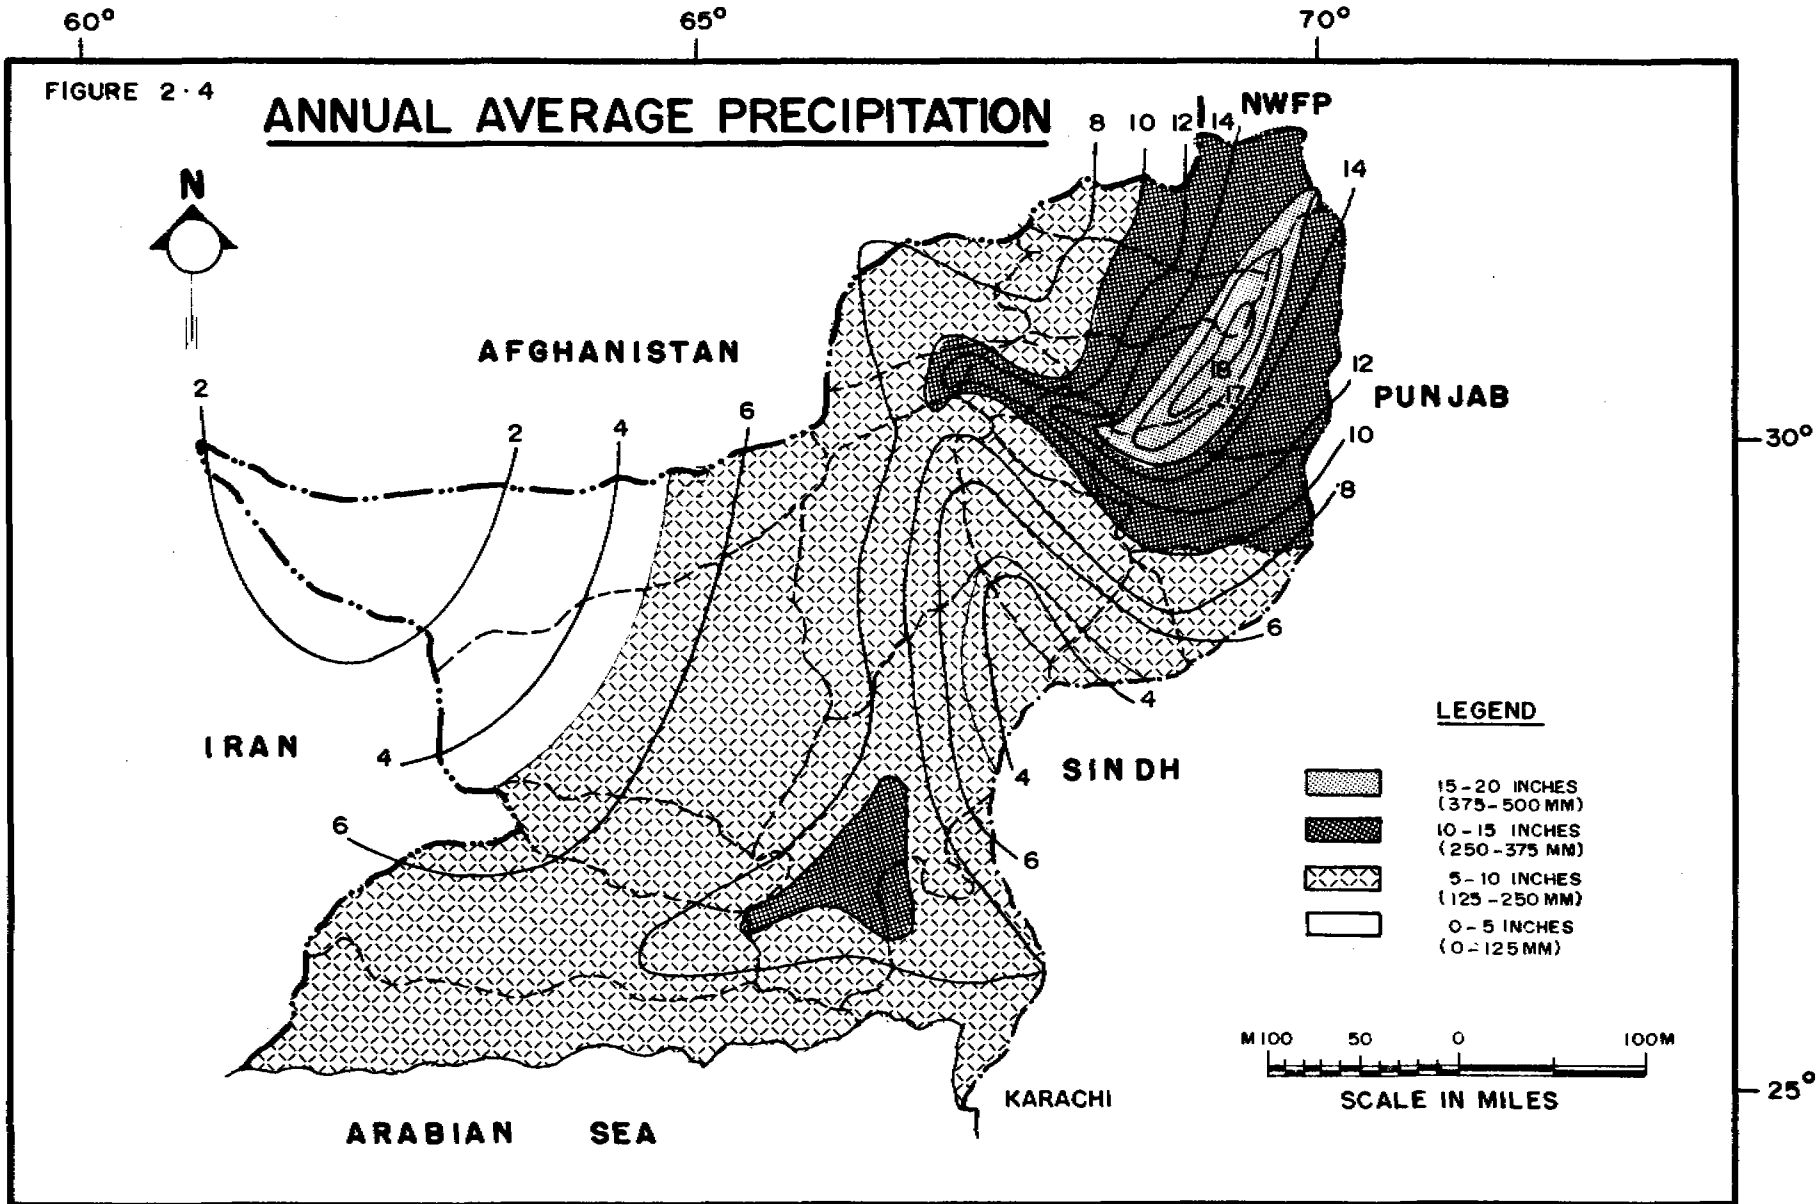 60° 65° 70°
FIGURE 2·4
ANNUAL AVERAGE PRECIPITATION
8 10 12 14 NWFP
N
14
AFGHANISTAN
2 2 4 6
18
17
12
PUNJAB
30°
10
8
6
4
IRAN
4
4
SINDH
6
6
LEGEND
15-20 INCHES
(375-500 MM)
10-15 INCHES
(250-375 MM)
5-10 INCHES
(125-250 MM)
0-5 INCHES
(0-125 MM)
M 100 50 0 100 M
SCALE IN MILES
25°
KARACHI
ARABIAN SEA